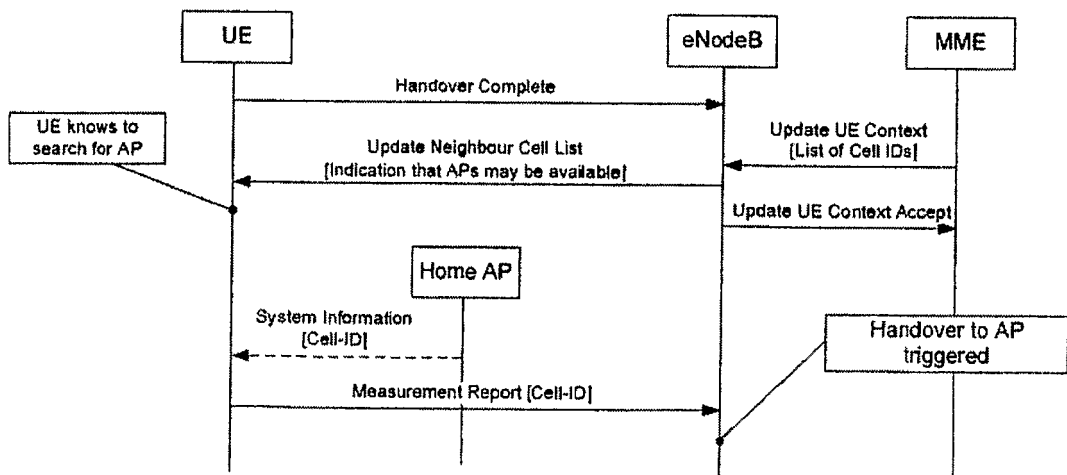 UE
eNodeB
MME
Handover Complete
UE knows to
search for AP
Update Neighbour Cell List
[Indication that APs may be available]
Update UE Context
[List of Cell IDs]
Update UE Context Accept
Home AP
System Information
[Cell-ID]
Handover to AP
triggered
Measurement Report [Cell-ID]